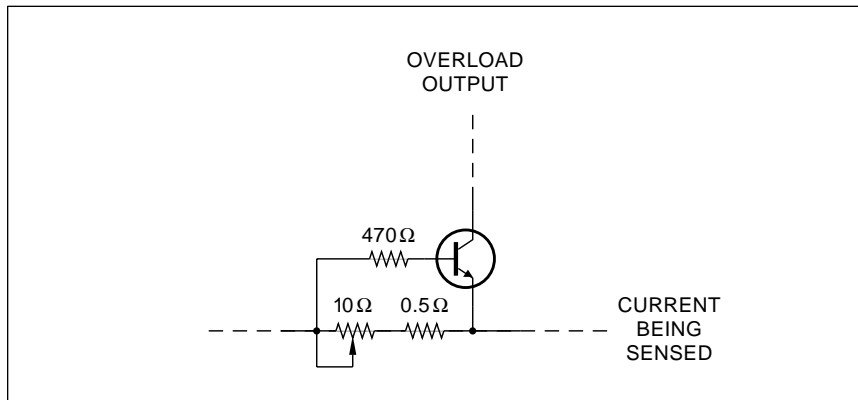 OVERLOAD
OUTPUT
470Ω
10Ω 0.5Ω
CURRENT
BEING
SENSED